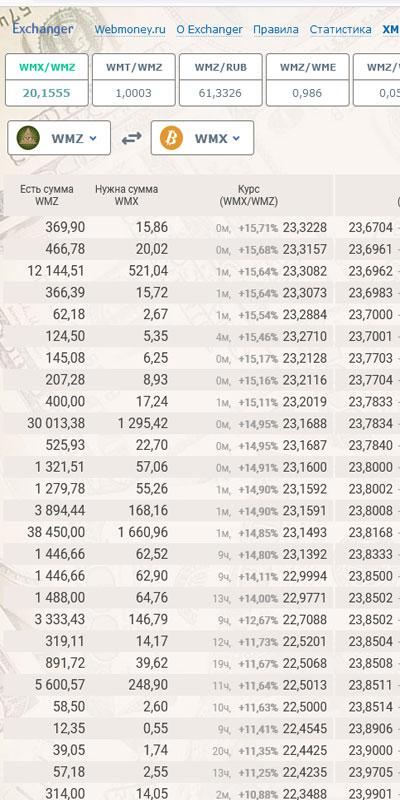 Exchanger Webmoney.ru О Exchanger Правила Статистика XM
WMX/WMZ WMT/WMZ WMZ/RUB WMZ/WME WMZ/
20,1555 1,0003 61,3326 0,986 0,05
WMZ WMX
Есть сумма Нужна сумма Курс
WMZ WMX (WMX/WMZ) (
369,90 15,86 0м, +15,71% 23,3228 23,6704
466,78 20,02 0м, +15,68% 23,3157 23,6961
12 144,51 521,04 1м, +15,64% 23,3082 23,6962
366,39 15,72 1м, +15,64% 23,3073 23,6983
62,18 2,67 1м, +15,54% 23,2884 23,7000
124,50 5,35 4м, +15,46% 23,2710 23,7001
145,08 6,25 0м, +15,17% 23,2128 23,7703
207,28 8,93 0м, +15,16% 23,2116 23,7704
400,00 17,24 1м, +15,11% 23,2019 23,7833
30 013,38 1 295,42 0м, +14,95% 23,1688 23,7834
525,93 22,70 0м, +14,95% 23,1687 23,7840
1 321,51 57,06 0м, +14,91% 23,1600 23,8000
1 279,78 55,26 1м, +14,90% 23,1592 23,8002
3 894,44 168,16 1м, +14,90% 23,1591 23,8008
38 450,00 1 660,96 1м, +14,85% 23,1493 23,8168
1 446,66 62,52 9ч, +14,80% 23,1392 23,8333
1 446,66 62,90 9ч, +14,11% 22,9994 23,8500
1 488,00 64,76 13ч, +14,00% 22,9771 23,8502
3 333,43 146,79 9ч, +12,67% 22,7088 23,8502
319,11 14,17 12ч, +11,73% 22,5201 23,8504
891,72 39,62 19ч, +11,67% 22,5068 23,8508
5 600,57 248,90 11ч, +11,64% 22,5013 23,8511
58,50 2,60 10ч, +11,63% 22,5000 23,8514
12,35 0,55 9ч, +11,41% 22,4545 23,8906
39,05 1,74 20ч, +11,35% 22,4425 23,9000
57,18 2,55 13ч, +11,25% 22,4235 23,9705
314,00 14,05 2м, +10,88% 22,3488 23,9901